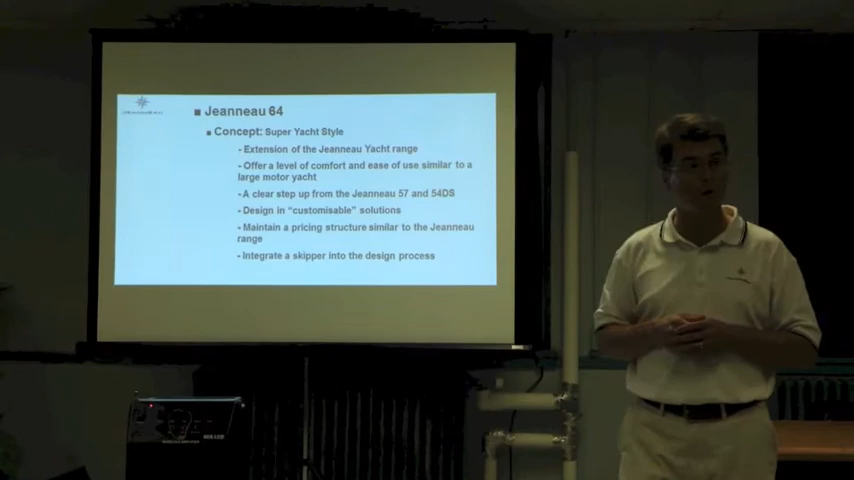 ■ Jeanneau 64
■ Concept: Super Yacht Style
- Extension of the Jeanneau Yacht range
- Offer a level of comfort and ease of use similar to a
large motor yacht
- A clear step up from the Jeanneau 57 and 54DS
- Design in “customisable” solutions
- Maintain a pricing structure similar to the Jeanneau
range
- Integrate a skipper into the design process